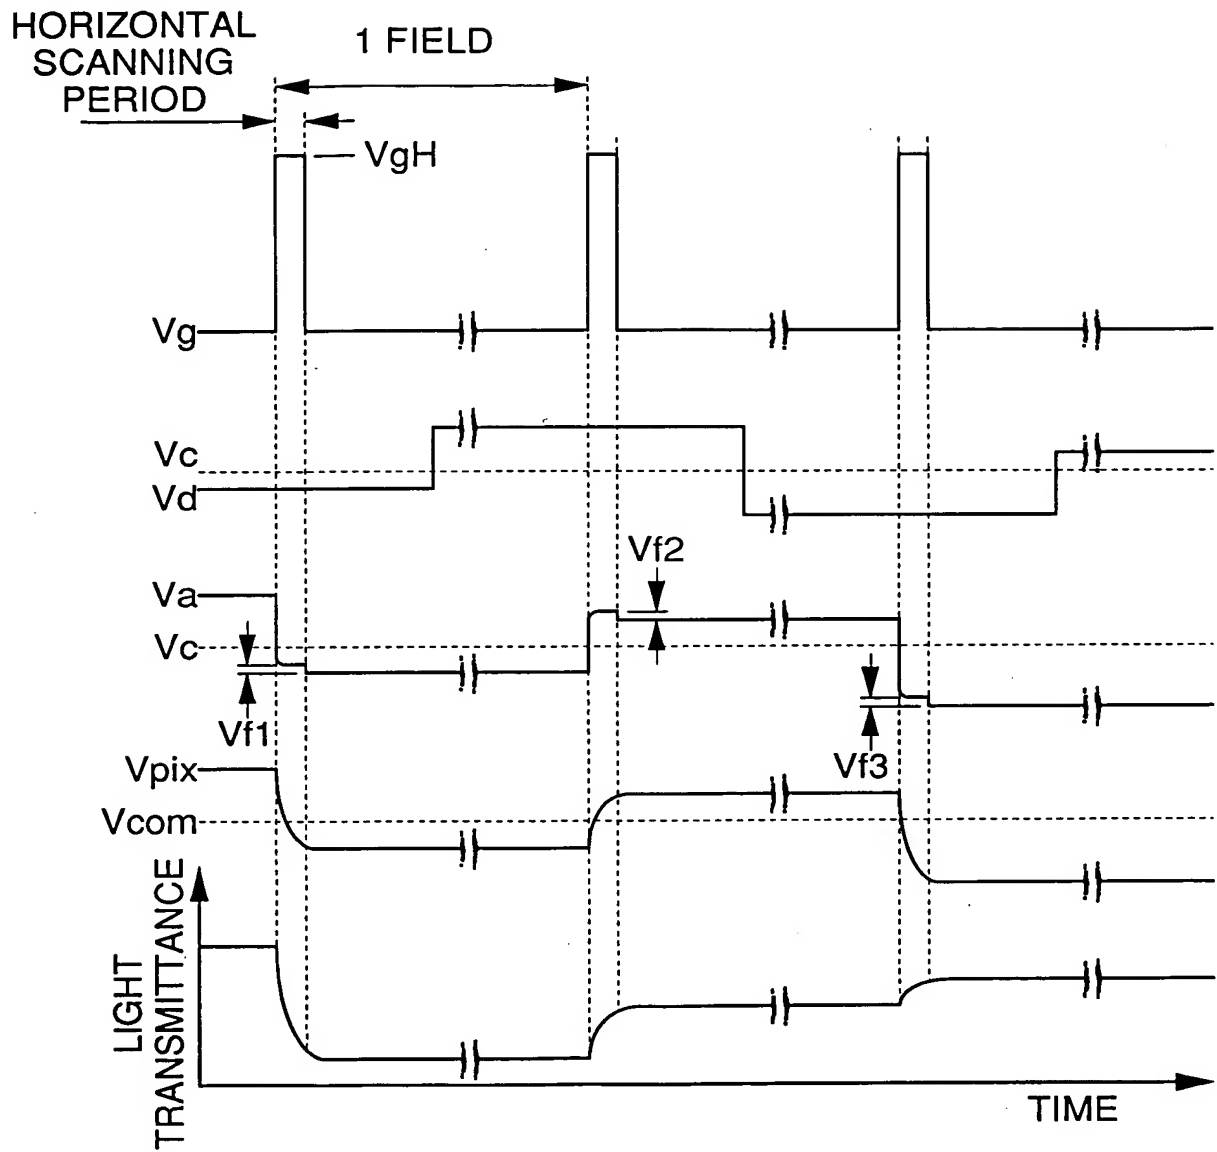 HORIZONTAL
SCANNING
PERIOD
1 FIELD
VgH
Vg
Vc
Vd
Vf2
Va
Vc
Vf1
Vf3
Vpix
Vcom
LIGHT
TRANSMITTANCE
TIME